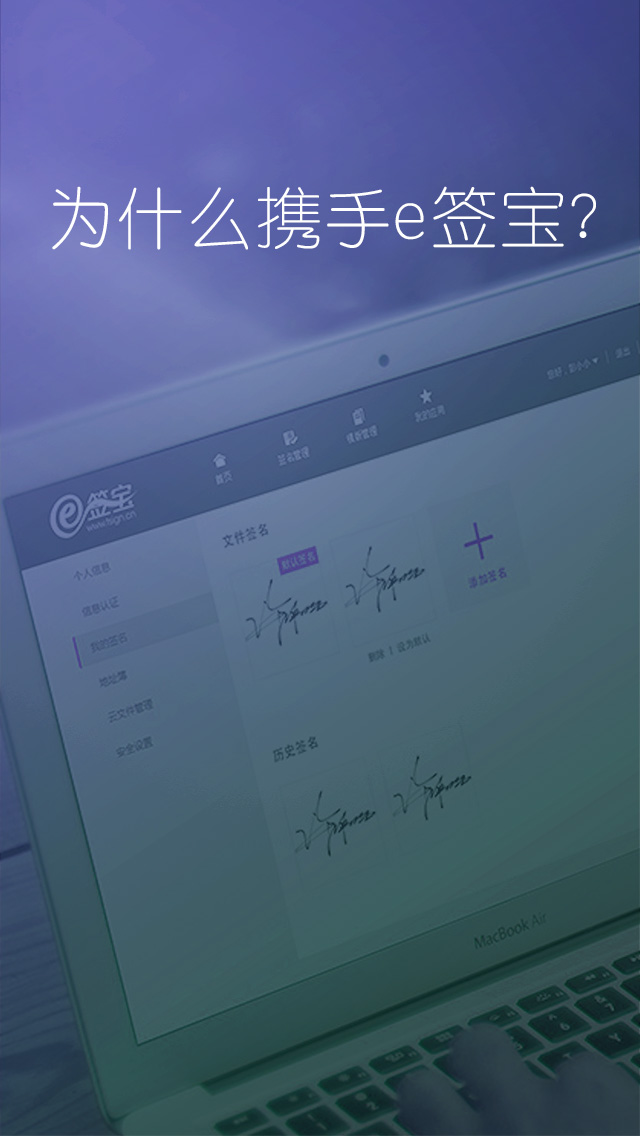 为什么携手e签宝?
您好,彭小小 | 退出
首页
签名管理
模板管理
我的应用
e签宝
www.tsign.cn
个人信息
信息认证
我的签名
地址簿
云文件管理
安全设置
文件签名
默认签名
添加签名
删除 | 设为默认
历史签名
MacBook Air